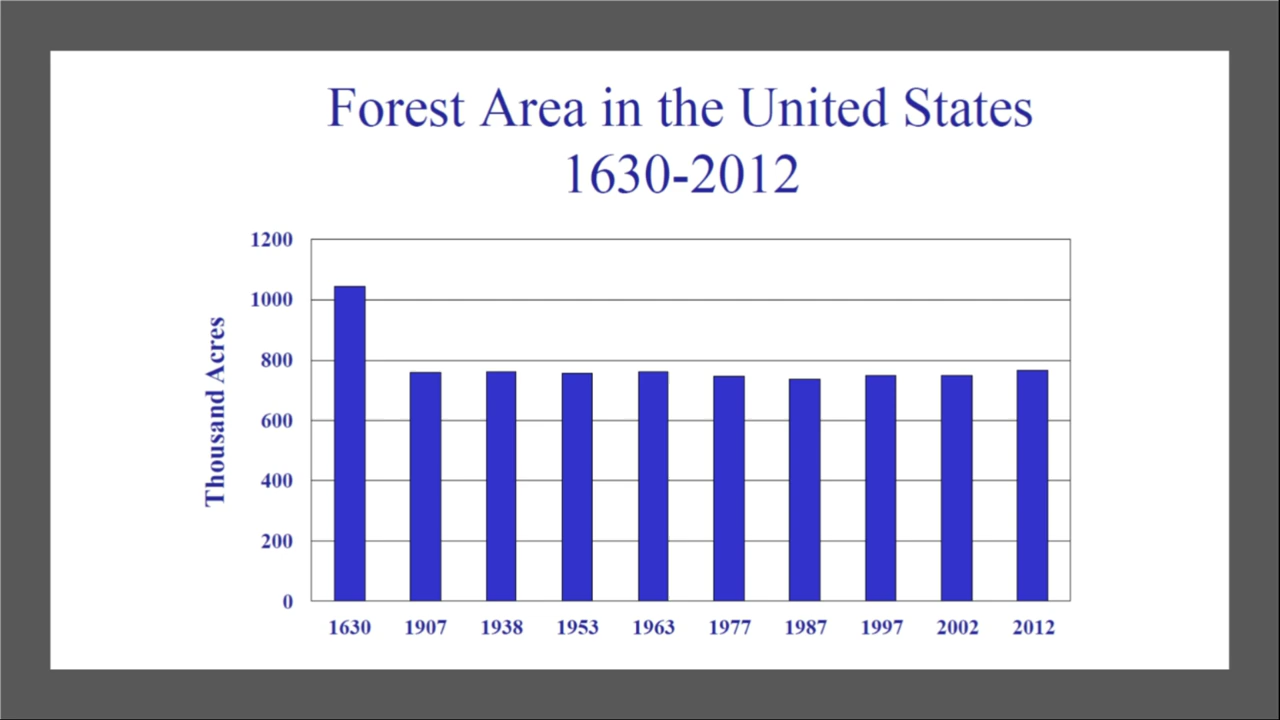 Forest Area in the United States
1630-2012
Thousand Acres
1200
1000
800
600
400
200
0
1630 1907 1938 1953 1963 1977 1987 1997 2002 2012